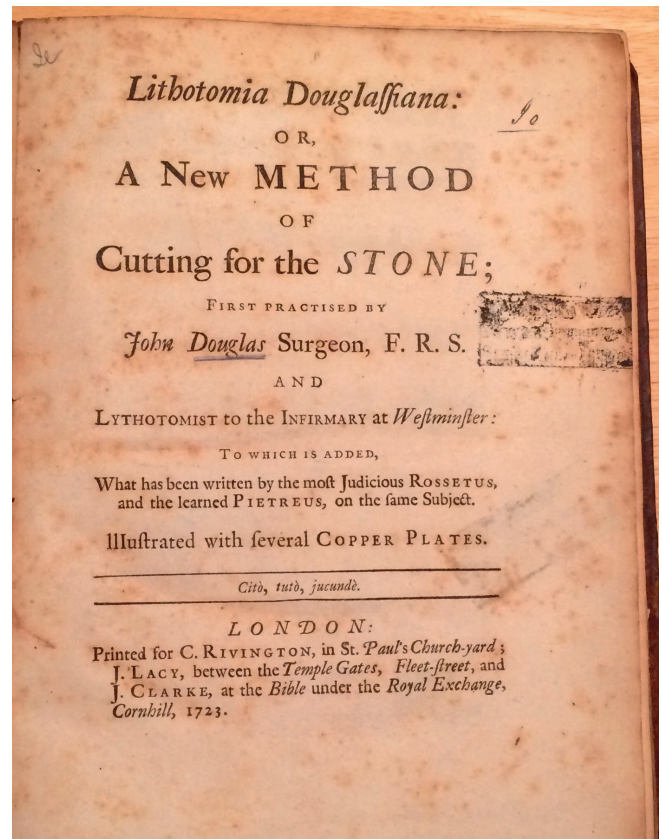 Lithotomia Douglaſſiana:
OR,
A New METHOD
OF
Cutting for the STONE;
FIRST PRACTISED BY
John Douglas Surgeon, F. R. S.
AND
LYTHOTOMIST to the INFIRMARY at Weſtminſter:
TO WHICH IS ADDED,
What has been written by the moſt Judicious ROSSETUS,
and the learned PIETREUS, on the ſame Subject.
Illuſtrated with ſeveral COPPER PLATES.
Citò, tutò, jucundè.
LONDON:
Printed for C. RIVINGTON, in St. Paul's Church-yard;
J. LACY, between the Temple Gates, Fleet-ſtreet, and
J. CLARKE, at the Bible under the Royal Exchange,
Cornhill, 1723.